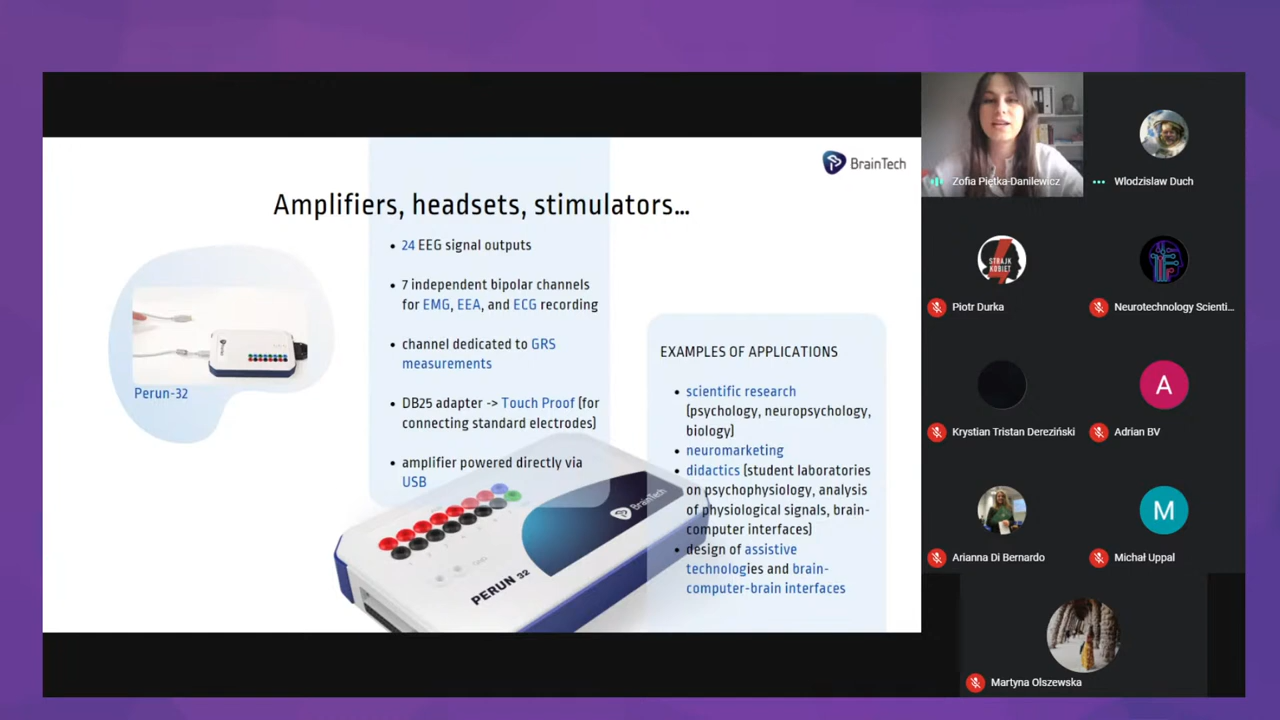 BrainTech
Amplifiers, headsets, stimulators...
• 24 EEG signal outputs
• 7 independent bipolar channels
for EMG, EEA, and ECG recording
• channel dedicated to GRS
measurements
• DB25 adapter -> Touch Proof (for
connecting standard electrodes)
• amplifier powered directly via
USB
Perun-32
EXAMPLES OF APPLICATIONS
• scientific research
(psychology, neuropsychology,
biology)
• neuromarketing
• didactics (student laboratories
on psychophysiology, analysis
of physiological signals, brain-
computer interfaces)
• design of assistive
technologies and brain-
computer-brain interfaces
BrainTech
PERUN 32
GND
Zofia Piętka-Danilewicz
Wlodzislaw Duch
STRAJK
KOBIET
Piotr Durka
Neurotechnology Scienti...
Krystian Tristan Dereziński
A
Adrian BV
Arianna Di Bernardo
M
Michał Uppal
Martyna Olszewska